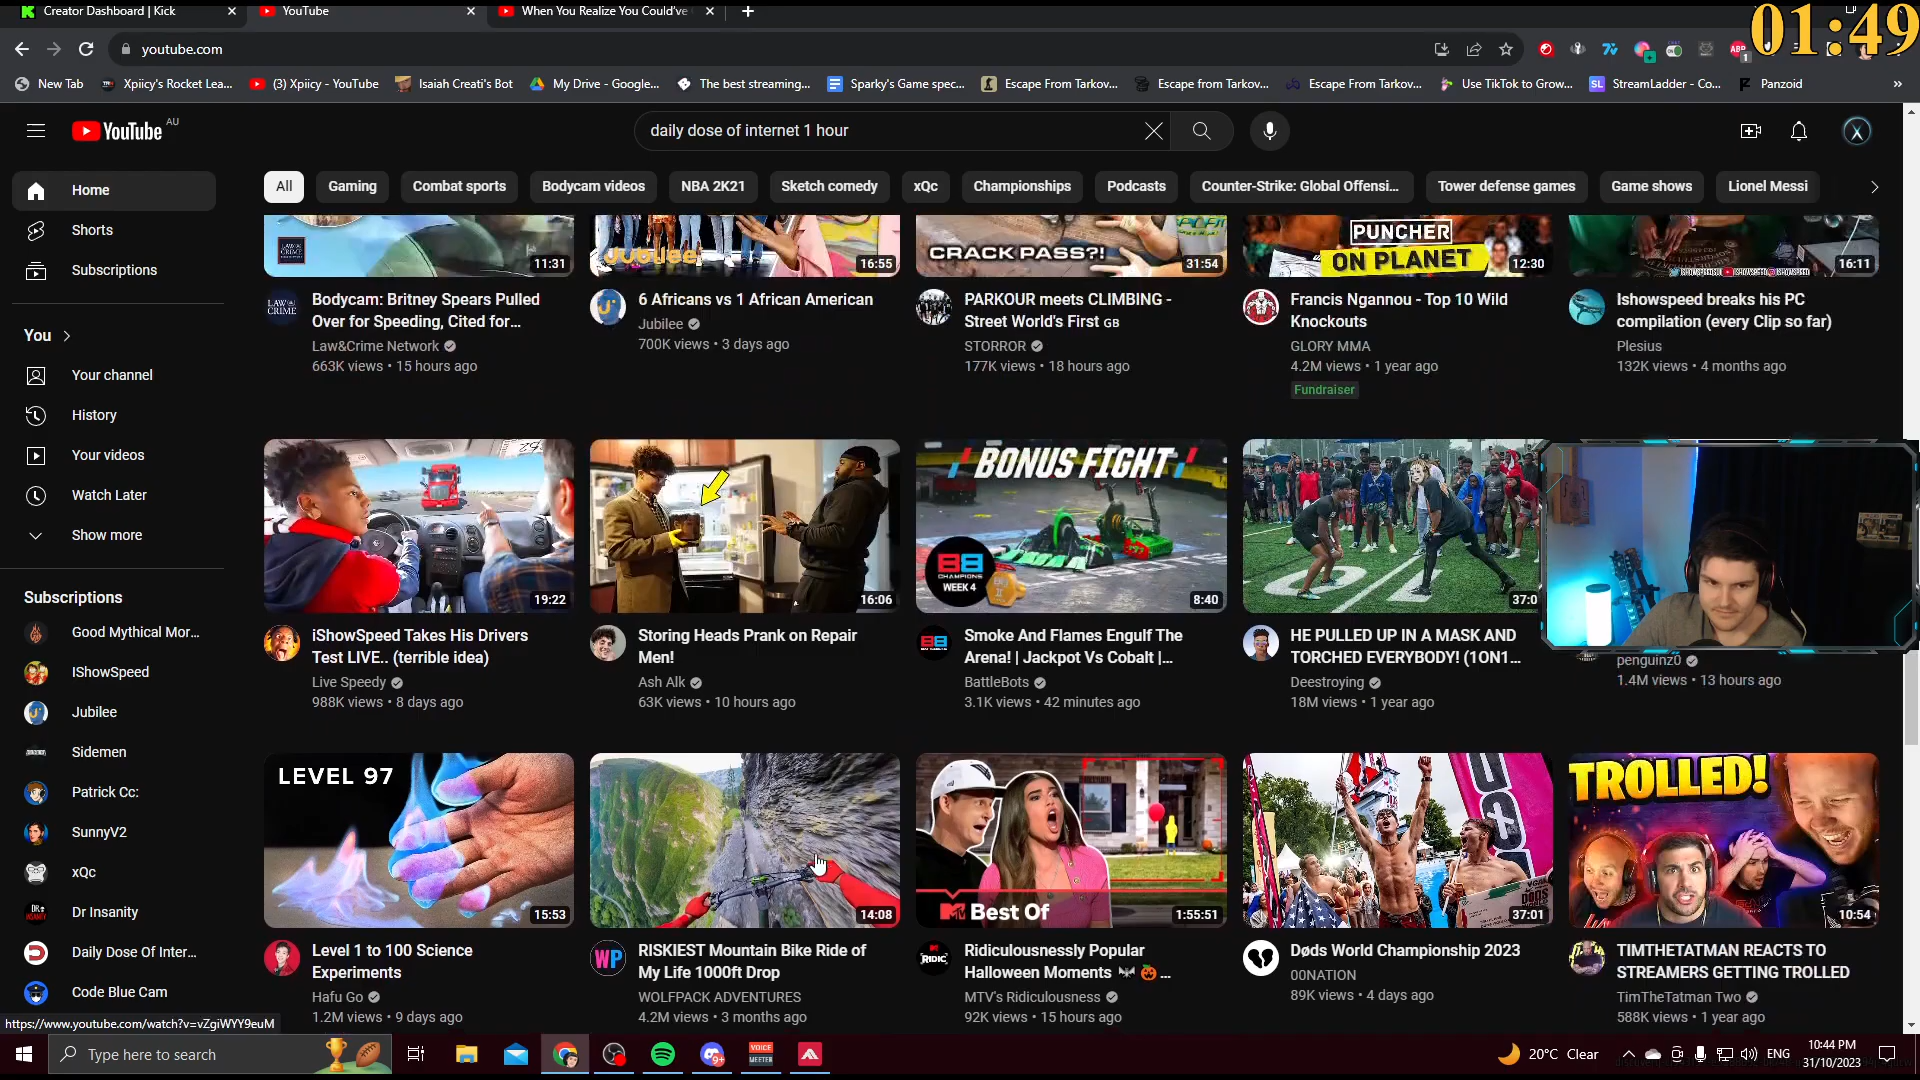 Creator Dashboard | Kick
YouTube
When You Realize You Could've
01:49
youtube.com
New Tab
Xpiicy's Rocket Lea...
(3) Xpiicy - YouTube
Isaiah Creati's Bot
My Drive - Google...
The best streaming...
Sparky's Game spec...
Escape From Tarkov...
Escape from Tarkov...
Escape From Tarkov...
Use TikTok to Grow...
StreamLadder - Co...
Panzoid
YouTube AU
daily dose of internet 1 hour
All
Gaming
Combat sports
Bodycam videos
NBA 2K21
Sketch comedy
xQc
Championships
Podcasts
Counter-Strike: Global Offensi...
Tower defense games
Game shows
Lionel Messi
Home
Shorts
Subscriptions
You
Your channel
History
Your videos
Watch Later
Show more
Subscriptions
Good Mythical Mor...
IShowSpeed
Jubilee
Sidemen
Patrick Cc:
SunnyV2
xQc
Dr Insanity
Daily Dose Of Inter...
Code Blue Cam
LAW&CRIME
11:31
Jubilee
16:55
CRACK PASS?!
31:54
PUNCHER
ON PLANET
12:30
16:11
Bodycam: Britney Spears Pulled
Over for Speeding, Cited for...
Law&Crime Network
663K views • 15 hours ago
6 Africans vs 1 African American
Jubilee
700K views • 3 days ago
PARKOUR meets CLIMBING -
Street World's First GB
STORROR
177K views • 18 hours ago
Francis Ngannou - Top 10 Wild
Knockouts
GLORY MMA
4.2M views • 1 year ago
Fundraiser
Ishowspeed breaks his PC
compilation (every Clip so far)
Plesius
132K views • 4 months ago
19:22
16:06
BONUS FIGHT
CHAMPIONS
WEEK 4
8:40
37:0
iShowSpeed Takes His Drivers
Test LIVE.. (terrible idea)
Live Speedy
988K views • 8 days ago
Storing Heads Prank on Repair
Men!
Ash Alk
63K views • 10 hours ago
Smoke And Flames Engulf The
Arena! | Jackpot Vs Cobalt |...
BattleBots
3.1K views • 42 minutes ago
HE PULLED UP IN A MASK AND
TORCHED EVERYBODY! (1ON1...
Deestroying
18M views • 1 year ago
penguinz0
1.4M views • 13 hours ago
LEVEL 97
15:53
14:08
Best Of
1:55:51
37:01
TROLLED!
10:54
Level 1 to 100 Science
Experiments
Hafu Go
1.2M views • 9 days ago
RISKIEST Mountain Bike Ride of
My Life 1000ft Drop
WOLFPACK ADVENTURES
4.2M views • 3 months ago
Ridiculousnessly Popular
Halloween Moments 🦇 🎃 ...
MTV's Ridiculousness
92K views • 15 hours ago
Døds World Championship 2023
00NATION
89K views • 4 days ago
TIMTHETATMAN REACTS TO
STREAMERS GETTING TROLLED
TimTheTatman Two
588K views • 1 year ago
https://www.youtube.com/watch?v=vZgiWYY9euM
Type here to search
VOICE
MEETER
20°C Clear
ENG
10:44 PM
31/10/2023